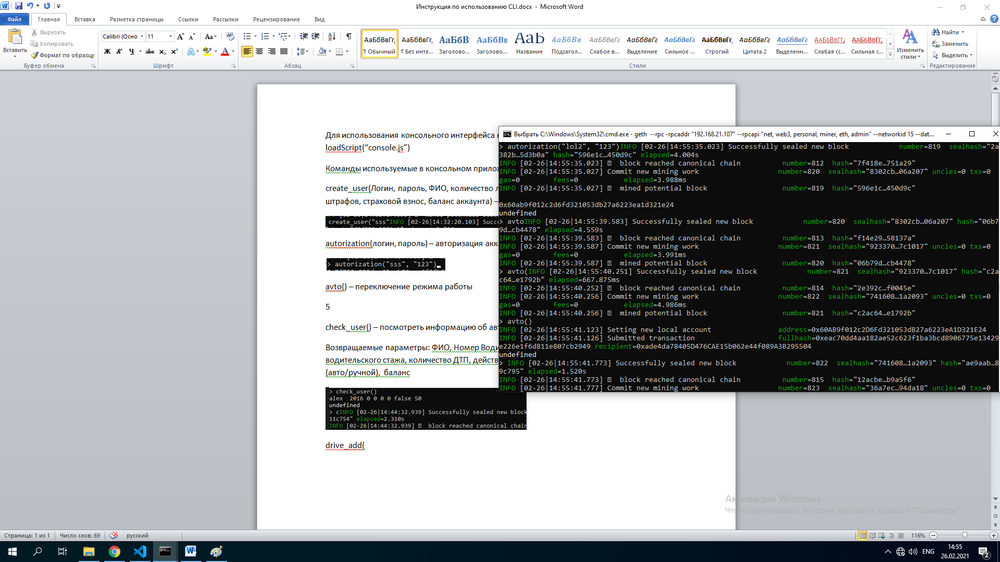 Инструкция по использованию CLI.docx - Microsoft Word
Файл Главная Вставка Разметка страницы Ссылки Рассылки Рецензирование Вид
Вставить
Вырезать
Копировать
Формат по образцу
Буфер обмена
Calibri (Осно 11
Шрифт
Абзац
АаБбВвГг, АаБбВвГг, АаБбВ: АаБбВв АаБ АаБбВв. АаБбВвГг АаБбВвГг АаБбВвГг АаБбВвГг, АаБбВвГг АаБбВвГг ААББВВГГ, ААББВВГГ,
¶ Обычный ¶ Без инте... Заголово... Заголово... Название Подзагол... Слабое в... Выделение Сильное ... Строгий Цитата 2 Выделенн... Слабая сс... Сильная с...
Стили
Изменить стили
Найти
Заменить
Выделить
Редактирование
Для использования консольного интерфейса
loadScript(“console.js”)
Команды используемые в консольном
create_user(Логин, пароль, ФИО, количество
штрафов, страховой взнос, баланс аккаунта) –
create_user("sss"INFO [02-26|14:32:20.103]
autorization(логин, пароль) – авторизация
> autorization("sss", "123")
avto() – переключение режима работы
5
check_user() – посмотреть информацию об
Возвращаемые параметры: ФИО, Номер
водительского стажа, количество ДТП,
(авто/ручной), баланс
> check_user()
alex 2016 0 0 0 0 false 50
undefined
> cINFO [02-26|14:44:32.939] Successfully sealed new block
11c754" elapsed=2.310s
INFO [02-26|14:44:32.939] block reached canonical chain
drive_add(
Выбрать C:\Windows\System32\cmd.exe - geth --rpc -rpcaddr "192.168.21.107" --rpcapi "net, web3, personal, miner, eth, admin" --networkid 15 --dat...
> autorization("lol2", "123")INFO [02-26|14:55:35.023] Successfully sealed new block number=819 sealhash="2a
382b…5d3b0a" hash="596e1c…450d9c" elapsed=4.004s
INFO [02-26|14:55:35.023] block reached canonical chain number=812 hash="7f418e…751a29"
INFO [02-26|14:55:35.027] Commit new mining work number=820 sealhash="8302cb…06a207" uncles=0 txs=0
gas=0 fees=0 elapsed=3.988ms
INFO [02-26|14:55:35.027] mined potential block number=819 hash="596e1c…450d9c"
0x60ab9f012c2d6fd321053db27a6223ea1d321e24
undefined
> avtoINFO [02-26|14:55:39.583] Successfully sealed new block number=820 sealhash="8302cb…06a207" hash="06b7
9d…cb4478" elapsed=4.559s
INFO [02-26|14:55:39.583] block reached canonical chain number=813 hash="f14e29…58137a"
INFO [02-26|14:55:39.587] Commit new mining work number=821 sealhash="923370…7c1017" uncles=0 txs=0
gas=0 fees=0 elapsed=3.991ms
INFO [02-26|14:55:39.587] mined potential block number=820 hash="06b79d…cb4478"
> avto(INFO [02-26|14:55:40.251] Successfully sealed new block number=821 sealhash="923370…7c1017" hash="c2a
c64…e1792b" elapsed=667.875ms
INFO [02-26|14:55:40.252] block reached canonical chain number=814 hash="2e392c…f0045e"
INFO [02-26|14:55:40.256] Commit new mining work number=822 sealhash="741608…1a2093" uncles=0 txs=0
gas=0 fees=0 elapsed=4.986ms
INFO [02-26|14:55:40.256] mined potential block number=821 hash="c2ac64…e1792b"
> avto()
INFO [02-26|14:55:41.123] Setting new local account address=0x60AB9f012c2D6Fd321053dB27a6223eA1D321E24
INFO [02-26|14:55:41.126] Submitted transaction fullhash=0xeac70dd4aa182ae52c623f1ba3bcd8906775e13429
e226e1f6d811e807cb2949 recipient=0xade4da78405D476CAE15b062e44f089A3B295504
undefined
> INFO [02-26|14:55:41.773] Successfully sealed new block number=822 sealhash="741608…1a2093" hash="ae9aab…8
9c795" elapsed=1.520s
INFO [02-26|14:55:41.773] block reached canonical chain number=815 hash="12acbe…b9a5f6"
INFO [02-26|14:55:41.777] Commit new mining work number=823 sealhash="36a7ec…94da18" uncles=0 txs=0
Активация Windows
Чтобы активировать Windows, перейдите в раздел "Параметры".
Страница: 1 из 1 Число слов: 69 русский 116%
ENG 14:55
26.02.2021
2